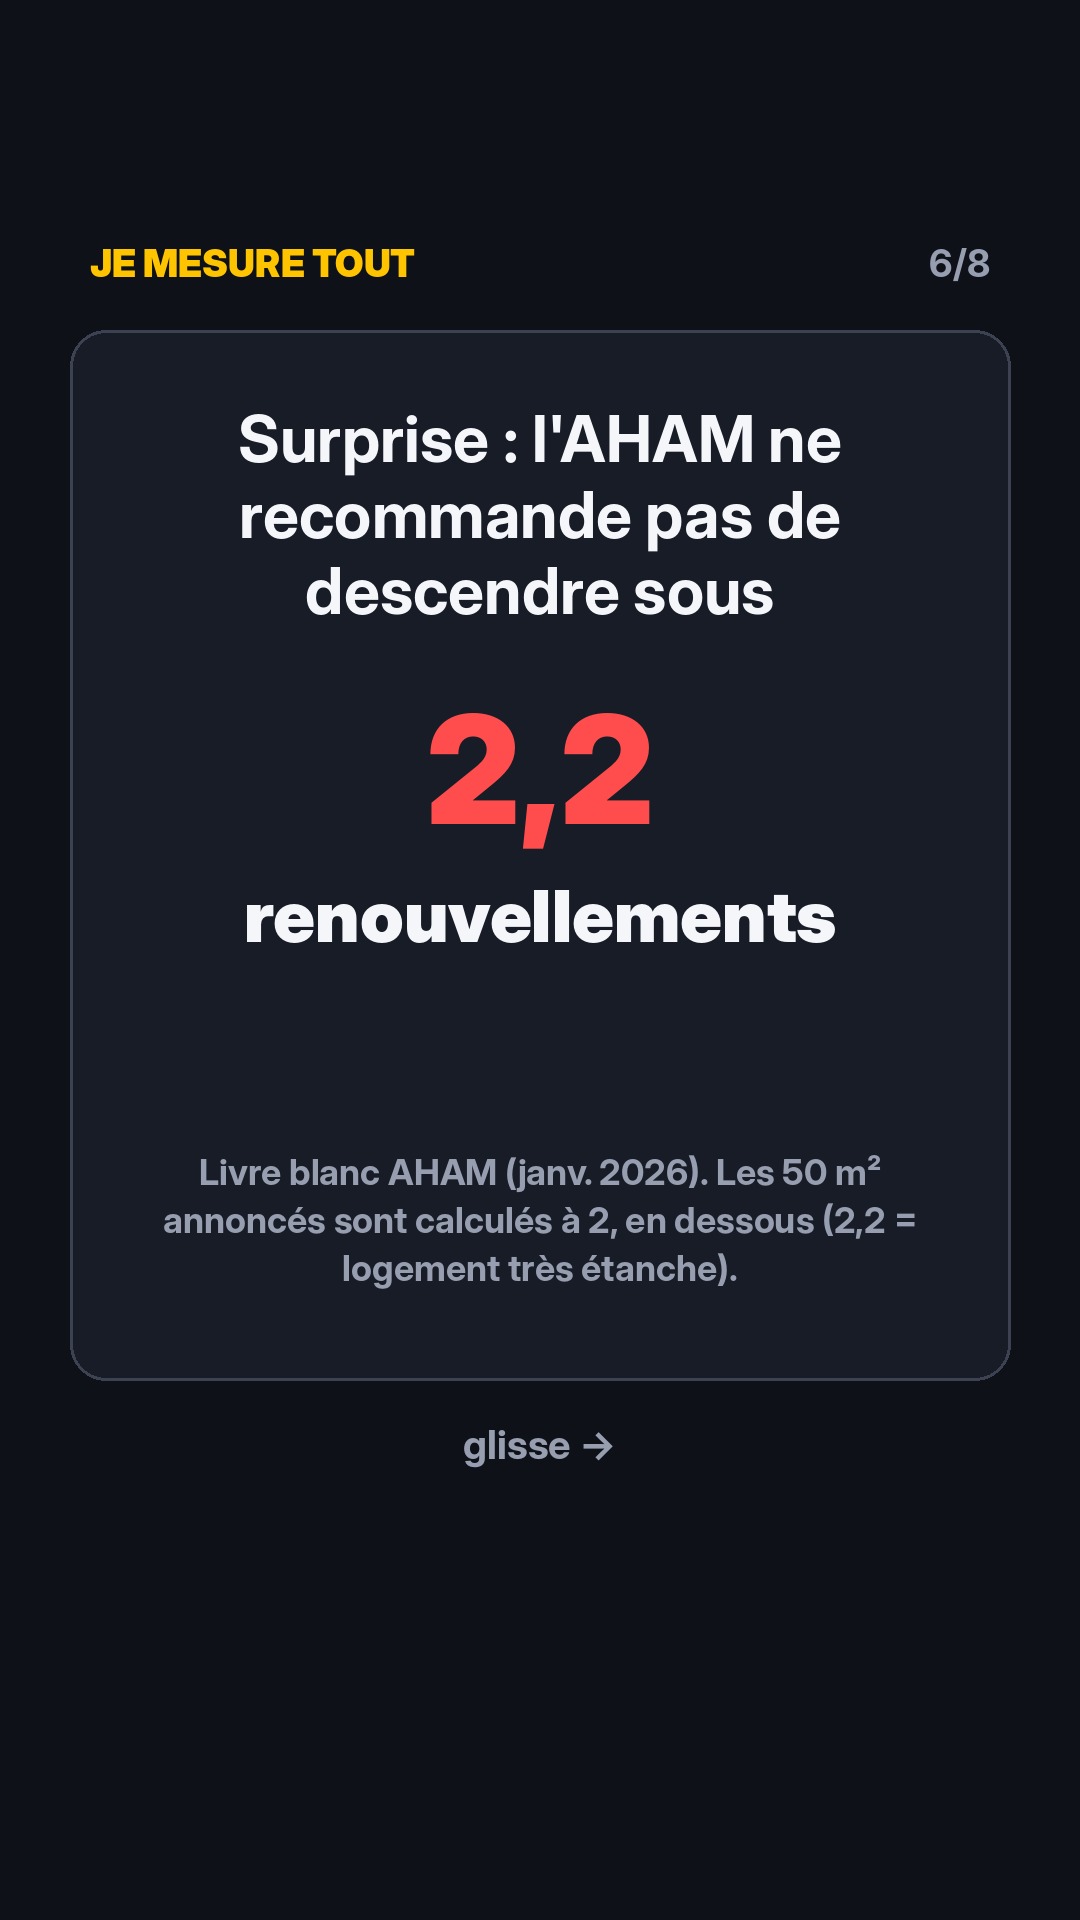 JE MESURE TOUT
6/8
Surprise : l'AHAM ne
recommande pas de
descendre sous
2,2
renouvellements
Livre blanc AHAM (janv. 2026). Les 50 m²
annoncés sont calculés à 2, en dessous (2,2 =
logement très étanche).
glisse →